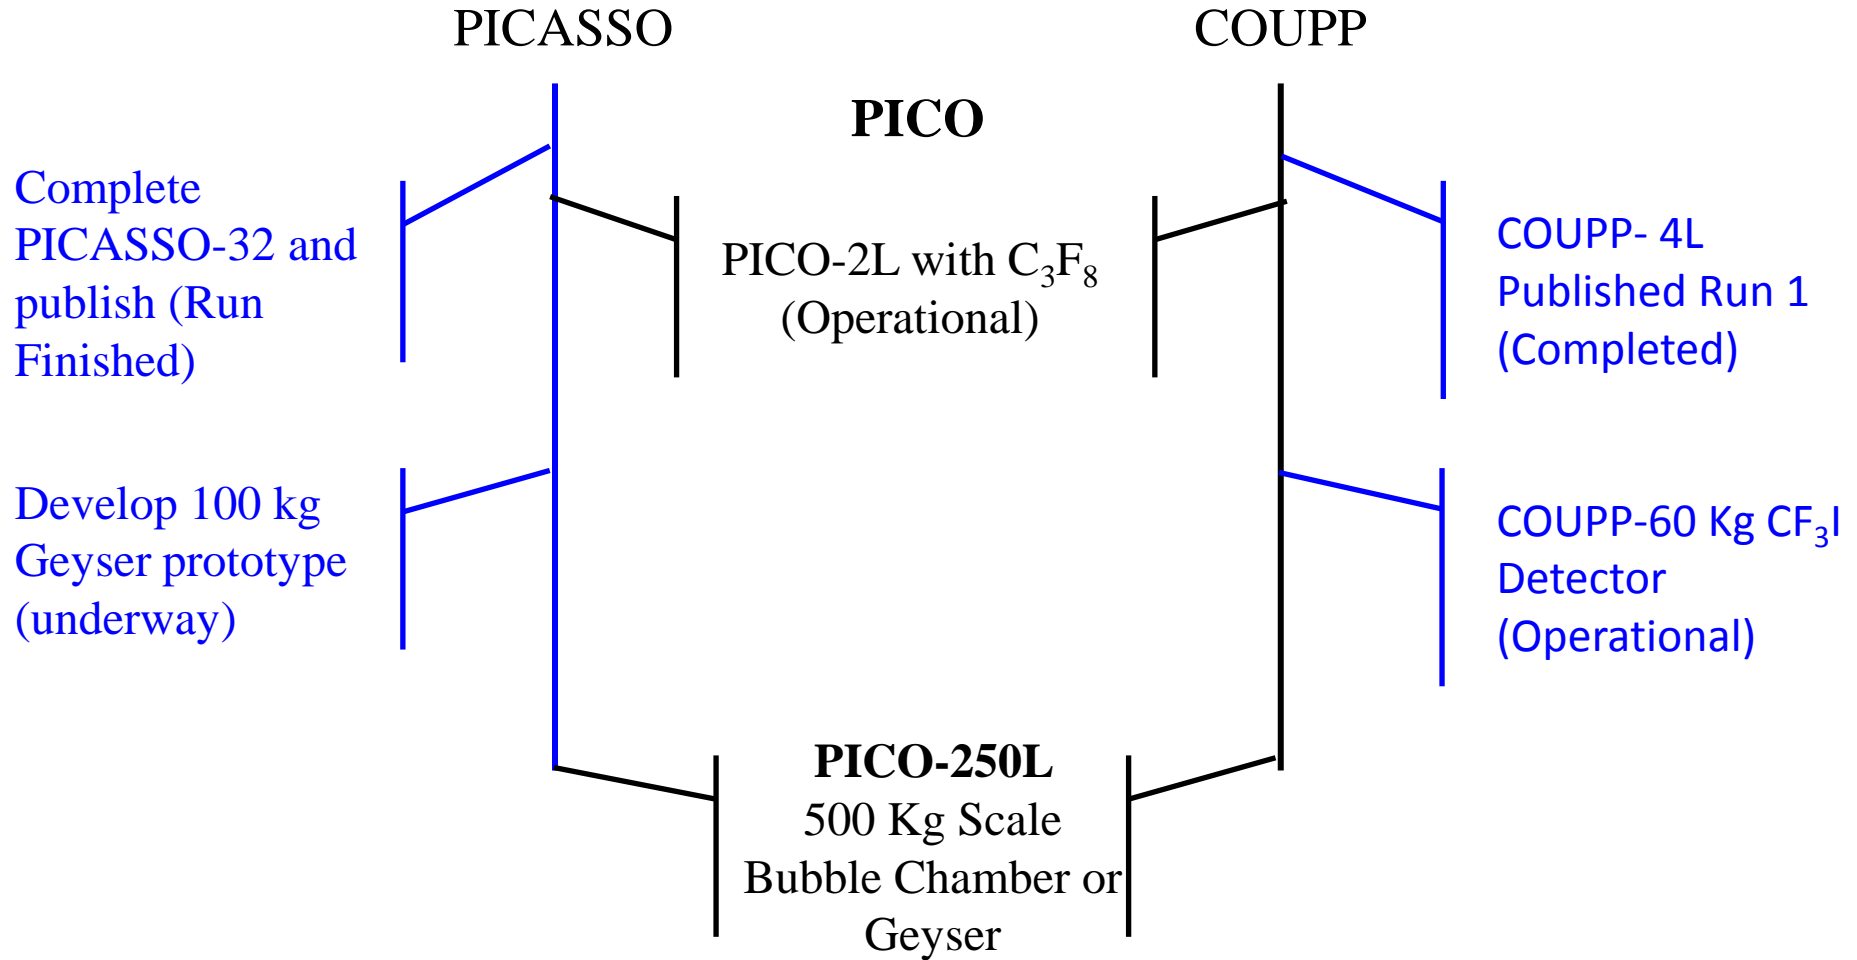 PICASSO
COUPP
PICO
Complete
PICASSO-32 and
publish (Run
Finished)
PICO-2L with C₃F₈
(Operational)
COUPP- 4L
Published Run 1
(Completed)
Develop 100 kg
Geyser prototype
(underway)
COUPP-60 Kg CF₃I
Detector
(Operational)
PICO-250L
500 Kg Scale
Bubble Chamber or
Geyser